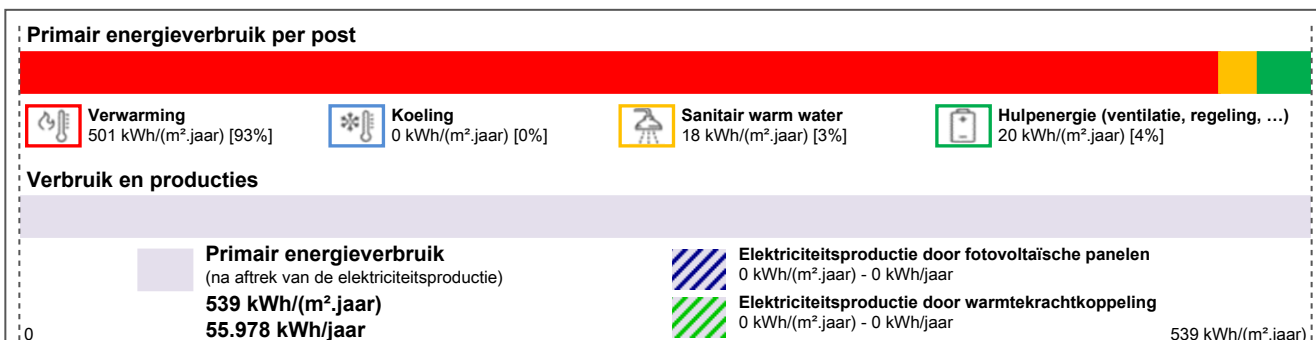 Primair energieverbruik per post
Verwarming
501 kWh/(m².jaar) [93%]
Koeling
0 kWh/(m².jaar) [0%]
Sanitair warm water
18 kWh/(m².jaar) [3%]
Hulpenergie (ventilatie, regeling, …)
20 kWh/(m².jaar) [4%]
Verbruik en producties
Primair energieverbruik
(na aftrek van de elektriciteitsproductie)
539 kWh/(m².jaar)
55.978 kWh/jaar
Elektriciteitsproductie door fotovoltaïsche panelen
0 kWh/(m².jaar) - 0 kWh/jaar
Elektriciteitsproductie door warmtekrachtkoppeling
0 kWh/(m².jaar) - 0 kWh/jaar
0
539 kWh/(m².jaar)